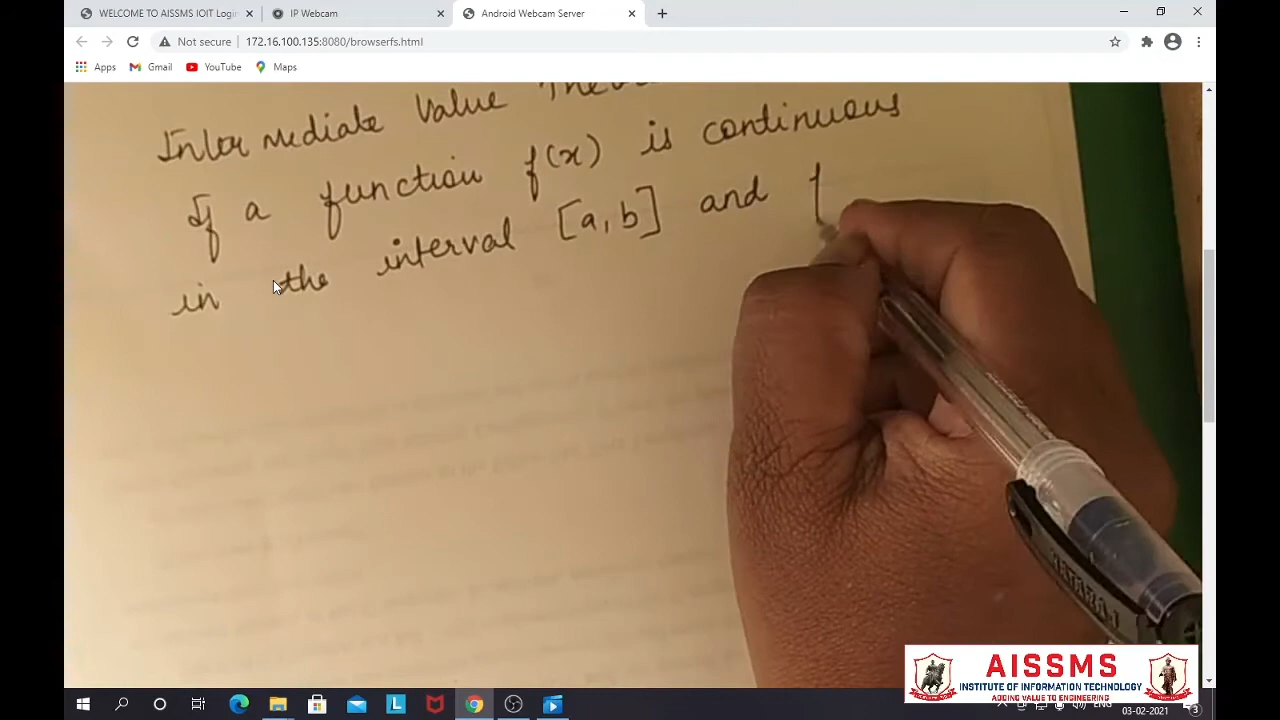 WELCOME TO AISSMS IOIT Login
IP Webcam
Android Webcam Server
Not secure
172.16.100.135:8080/browserfs.html
Apps
Gmail
YouTube
Maps
Intermediate Value
If a function f(x) is continuous
in the interval [a, b] and f
AISSMS
INSTITUTE OF INFORMATION TECHNOLOGY
ADDING VALUE TO ENGINEERING
ENG
03-02-2021